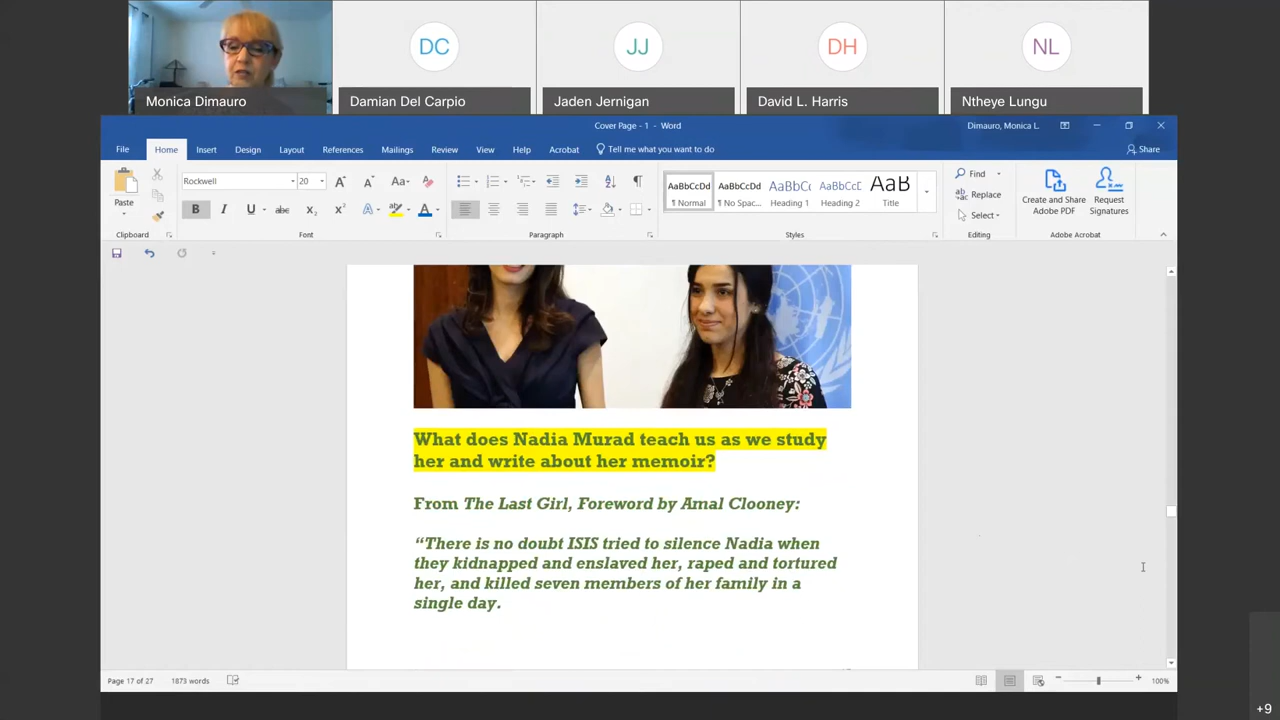 DC
JJ
DH
NL
Monica Dimauro
Damian Del Carpio
Jaden Jernigan
David L. Harris
Ntheye Lungu
Cover Page - 1 - Word
Dimauro, Monica L.
File Home Insert Design Layout References Mailings Review View Help Acrobat Tell me what you want to do Share
Paste
Clipboard
Rockwell 20
Font
Paragraph
AaBbCcDd AaBbCcDd AaBbCc AaBbCcD AaB
¶ Normal ¶ No Spac... Heading 1 Heading 2 Title
Styles
Find
Replace
Select
Editing
Create and Share
Adobe PDF
Request
Signatures
Adobe Acrobat
What does Nadia Murad teach us as we study
her and write about her memoir?
From The Last Girl, Foreword by Amal Clooney:
“There is no doubt ISIS tried to silence Nadia when
they kidnapped and enslaved her, raped and tortured
her, and killed seven members of her family in a
single day.
Page 17 of 27 1873 words
100%
+9